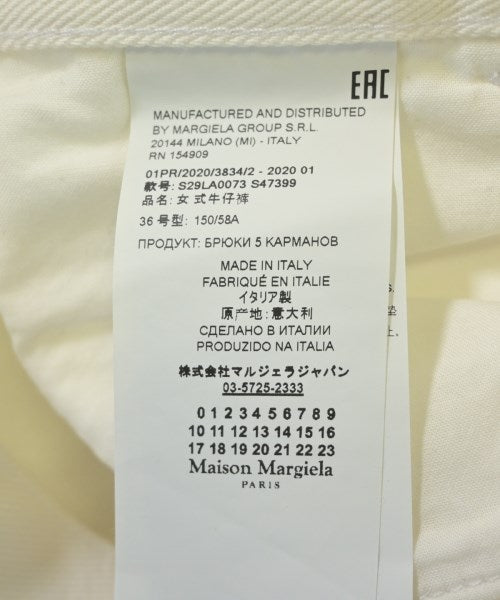 EAC
MANUFACTURED AND DISTRIBUTED
BY MARGIELA GROUP S.R.L.
20144 MILANO (MI) - ITALY
RN 154909
01PR/2020/3834/2 - 2020 01
款号: S29LA0073 S47399
品名: 女 式牛仔裤
36 号型: 150/58A
ПРОДУКТ: БРЮКИ 5 КАРМАНОВ
MADE IN ITALY
FABRIQUÉ EN ITALIE
イタリア製
原产地: 意大利
СДЕЛАНО В ИТАЛИИ
PRODUZIDO NA ITALIA
株式会社マルジェラジャパン
03-5725-2333
0 1 2 3 4 5 6 7 8 9
10 11 12 13 14 15 16
17 18 19 20 21 22 23
Maison Margiela
PARIS